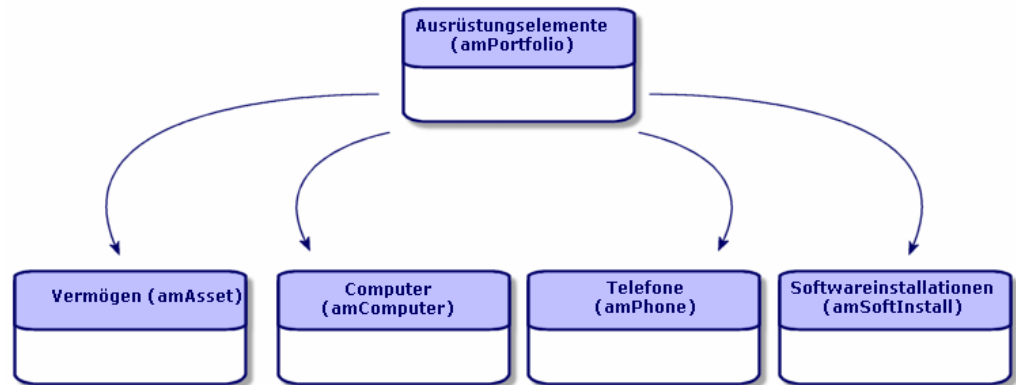 Ausrüstungselemente
(amPortfolio)
Vermögen (amAsset)
Computer
(amComputer)
Telefone
(amPhone)
Softwareinstallationen
(amSoftInstall)